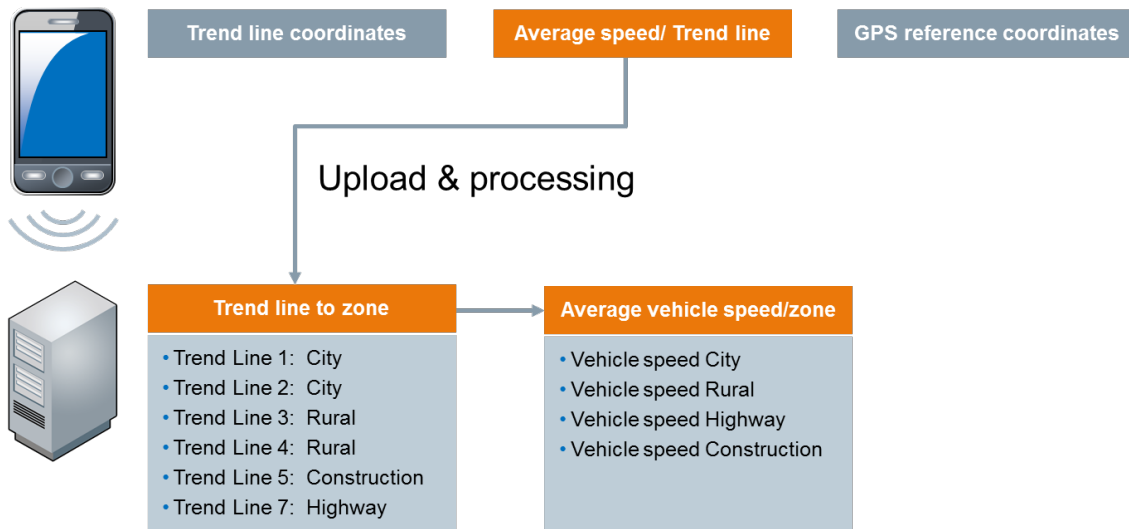 Trend line coordinates
Average speed/ Trend line
GPS reference coordinates
Upload & processing
Trend line to zone
• Trend Line 1: City
• Trend Line 2: City
• Trend Line 3: Rural
• Trend Line 4: Rural
• Trend Line 5: Construction
• Trend Line 7: Highway
Average vehicle speed/zone
• Vehicle speed City
• Vehicle speed Rural
• Vehicle speed Highway
• Vehicle speed Construction